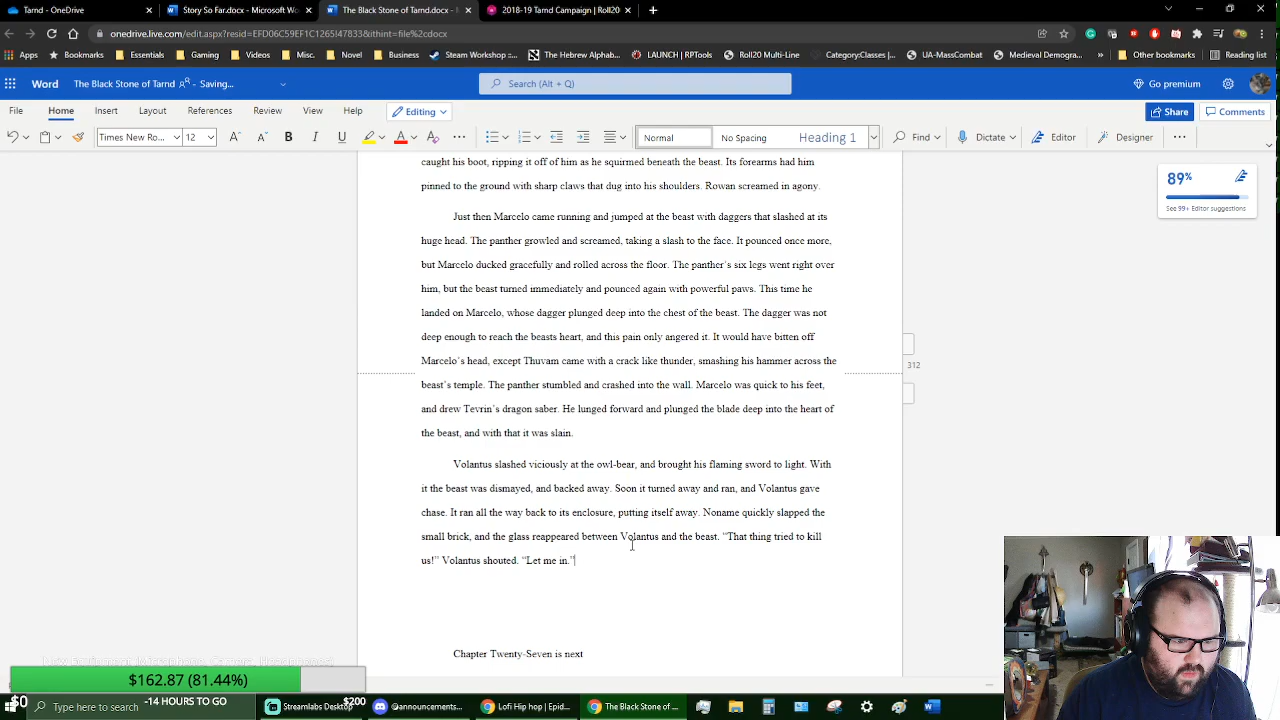 Tarnd - OneDrive
Story So Far.docx - Microsoft Wo
The Black Stone of Tarnd.docx - M
2018-19 Tarnd Campaign | Roll20
onedrive.live.com/edit.aspx?resid=EFD06C59EF1C1265!47833&ithint=file%2cdocx
Apps
Bookmarks
Essentials
Gaming
Videos
Misc.
Novel
Business
Steam Workshop ::...
The Hebrew Alphab...
LAUNCH | RPTools
Roll20 Multi-Line
Category:Classes |...
UA-MassCombat
Medieval Demogra...
Other bookmarks
Reading list
Word
The Black Stone of Tarnd - Saving...
Search (Alt + Q)
Go premium
File
Home
Insert
Layout
References
Review
View
Help
Editing
Share
Comments
Times New Ro...
12
Normal
No Spacing
Heading 1
Find
Dictate
Editor
Designer
89%
See 99+ Editor suggestions
caught his boot, ripping it off of him as he squirmed beneath the beast. Its forearms had him
pinned to the ground with sharp claws that dug into his shoulders. Rowan screamed in agony.
Just then Marcelo came running and jumped at the beast with daggers that slashed at its
huge head. The panther growled and screamed, taking a slash to the face. It pounced once more,
but Marcelo ducked gracefully and rolled across the floor. The panther's six legs went right over
him, but the beast turned immediately and pounced again with powerful paws. This time he
landed on Marcelo, whose dagger plunged deep into the chest of the beast. The dagger was not
deep enough to reach the beasts heart, and this pain only angered it. It would have bitten off
Marcelo's head, except Thuvam came with a crack like thunder, smashing his hammer across the
beast's temple. The panther stumbled and crashed into the wall. Marcelo was quick to his feet,
and drew Tevrin's dragon saber. He lunged forward and plunged the blade deep into the heart of
the beast, and with that it was slain.
312
Volantus slashed viciously at the owl-bear, and brought his flaming sword to light. With
it the beast was dismayed, and backed away. Soon it turned away and ran, and Volantus gave
chase. It ran all the way back to its enclosure, putting itself away. Noname quickly slapped the
small brick, and the glass reappeared between Volantus and the beast. “That thing tried to kill
us!” Volantus shouted. “Let me in.”
Chapter Twenty-Seven is next
$162.87 (81.44%)
$0
-14 HOURS TO GO
$200
Type here to search
Streamlabs Desktop
@announcements...
Lofi Hip Hop | Epid...
The Black Stone of ...